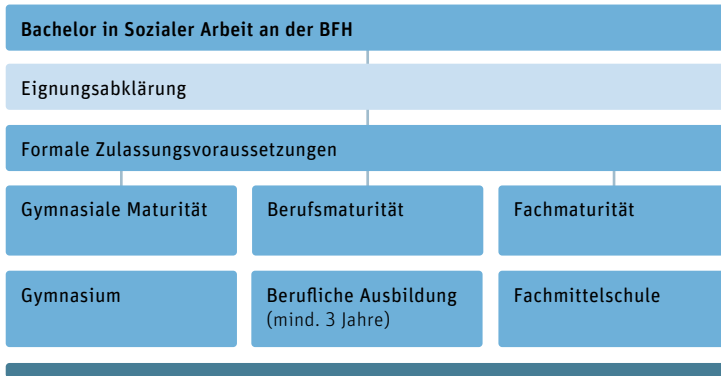 Bachelor in Sozialer Arbeit an der BFH
Eignungsabklärung
Formale Zulassungsvoraussetzungen
Gymnasiale Maturität
Berufsmaturität
Fachmaturität
Gymnasium
Berufliche Ausbildung
(mind. 3 Jahre)
Fachmittelschule